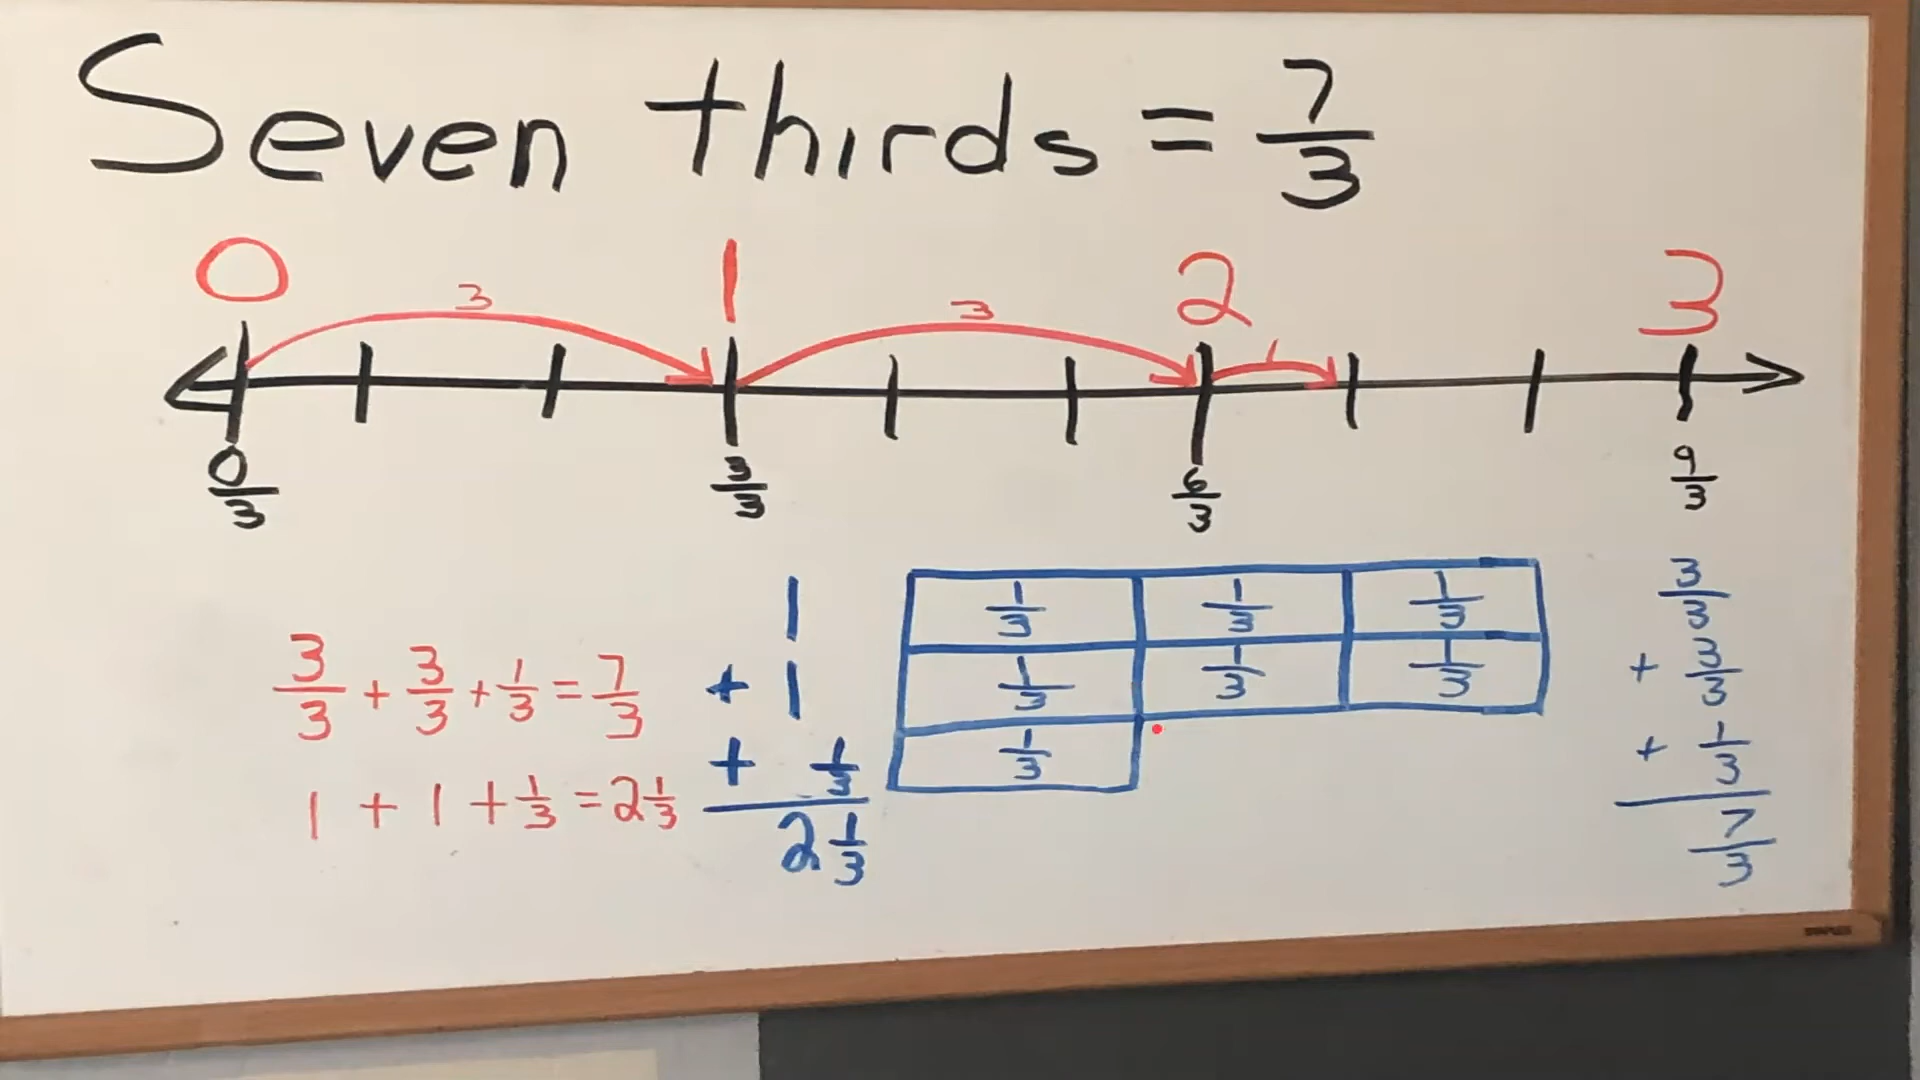 Seven thirds = 7/3
0 1 2 3
3 3 1
0/3 3/3 6/3 9/3
3/3 + 3/3 + 1/3 = 7/3
1 + 1 + 1/3 = 2 1/3
1
+ 1
+ 1/3
2 1/3
1/3 1/3 1/3
1/3 1/3 1/3
1/3
3/3
+ 3/3
+ 1/3
7/3
STAPLES